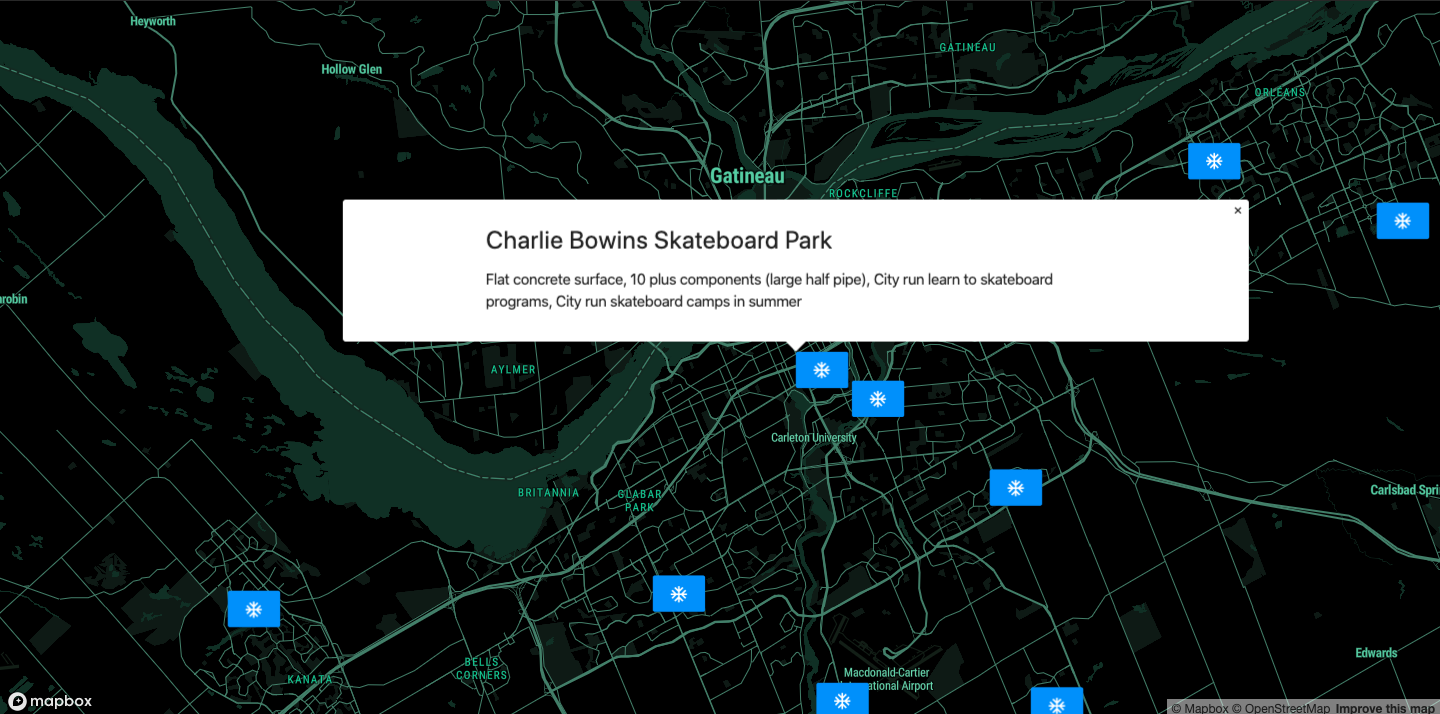 Heyworth
Hollow Glen
GATINEAU
ORLEANS
Gatineau
ROCKCLIFFE
×
Charlie Bowins Skateboard Park
Flat concrete surface, 10 plus components (large half pipe), City run learn to skateboard
programs, City run skateboard camps in summer
robin
AYLMER
Carleton University
BRITANNIA
GLABAR
PARK
Carlsbad Spri
BELLS
CORNERS
KANATA
Macdonald-Cartier
ational Airport
Edwards
mapbox
© Mapbox © OpenStreetMap Improve this map